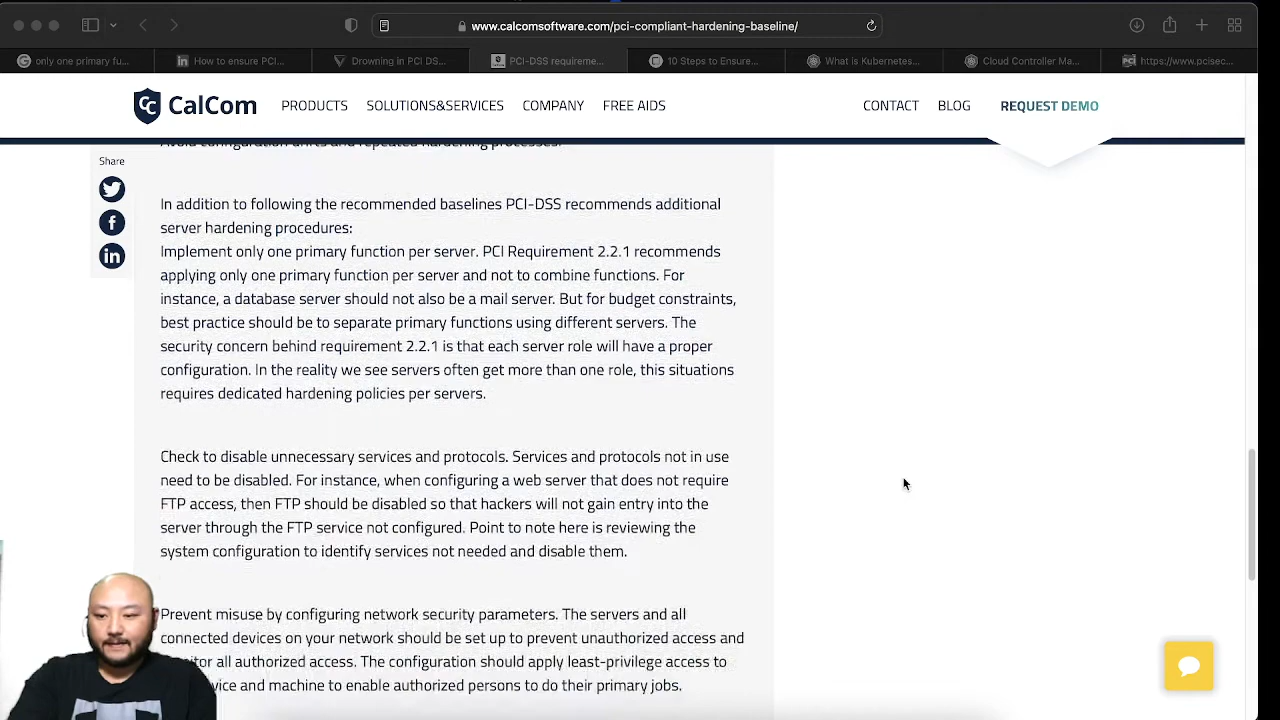 www.calcomsoftware.com/pci-compliant-hardening-baseline/
only one primary fu...
How to ensure PCI...
Drowning in PCI DS...
PCI-DSS requireme...
10 Steps to Ensure...
What is Kubernetes...
Cloud Controller Ma...
https://www.pcisec...
CalCom
PRODUCTS
SOLUTIONS&SERVICES
COMPANY
FREE AIDS
CONTACT
BLOG
REQUEST DEMO
Share
Avoid configuration drifts and repeated hardening processes.
In addition to following the recommended baselines PCI-DSS recommends additional
server hardening procedures:
Implement only one primary function per server. PCI Requirement 2.2.1 recommends
applying only one primary function per server and not to combine functions. For
instance, a database server should not also be a mail server. But for budget constraints,
best practice should be to separate primary functions using different servers. The
security concern behind requirement 2.2.1 is that each server role will have a proper
configuration. In the reality we see servers often get more than one role, this situations
requires dedicated hardening policies per servers.
Check to disable unnecessary services and protocols. Services and protocols not in use
need to be disabled. For instance, when configuring a web server that does not require
FTP access, then FTP should be disabled so that hackers will not gain entry into the
server through the FTP service not configured. Point to note here is reviewing the
system configuration to identify services not needed and disable them.
Prevent misuse by configuring network security parameters. The servers and all
connected devices on your network should be set up to prevent unauthorized access and
all authorized access. The configuration should apply least-privilege access to
and machine to enable authorized persons to do their primary jobs.